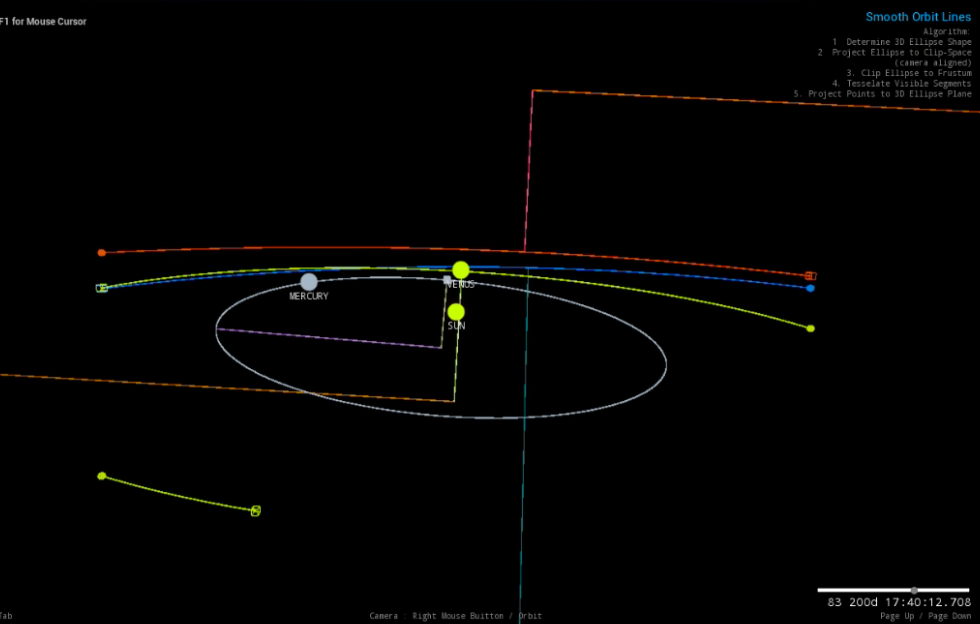 F1 for Mouse Cursor
Smooth Orbit Lines
Algorithm:
1 Determine 3D Ellipse Shape
2 Project Ellipse to Clip-Space
(camera aligned)
3. Clip Ellipse to Frustum
4. Tesselate Visible Segments
5. Project Points to 3D Ellipse Plane
VENUS
MERCURY
SUN
83 200d 17:40:12.708
Tab
Camera : Right Mouse Buitton / Orbit
Page Up / Page Down